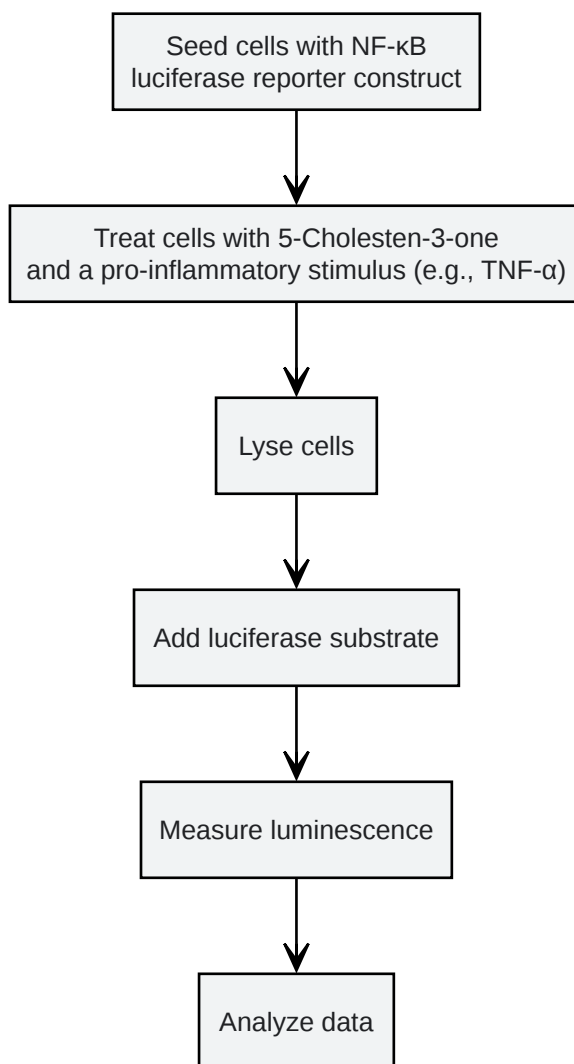 Seed cells with NF-κB
luciferase reporter construct
Treat cells with 5-Cholesten-3-one
and a pro-inflammatory stimulus (e.g., TNF-α)
Lyse cells
Add luciferase substrate
Measure luminescence
Analyze data